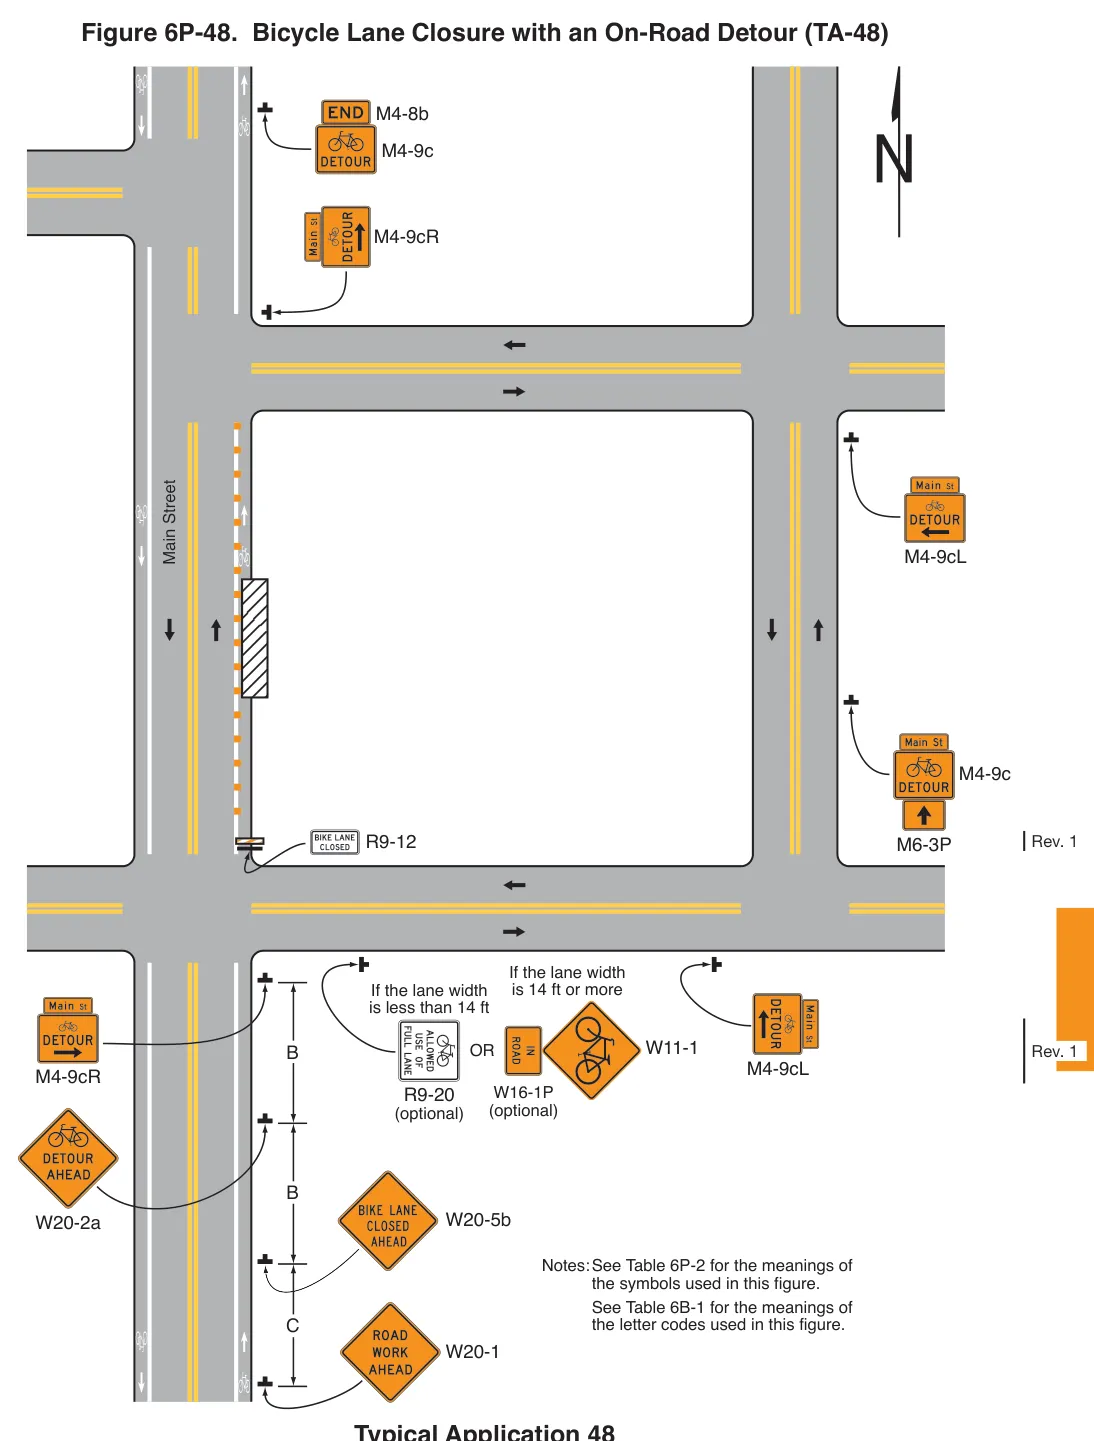 Figure 6P-48.  Bicycle Lane Closure with an On-Road Detour (TA-48)
END
M4-8b
DETOUR
M4-9c
N
Main St
DETOUR
M4-9cR
Main Street
Main St
DETOUR
M4-9cL
Main St
DETOUR
M4-9c
M6-3P
Rev. 1
BIKE LANE
CLOSED
R9-12
If the lane width
is less than 14 ft
If the lane width
is 14 ft or more
Main St
DETOUR
M4-9cR
B
ALLOWED
USE OF
FULL LANE
R9-20
(optional)
OR
IN
ROAD
W16-1P
(optional)
W11-1
DETOUR
Main St
M4-9cL
Rev. 1
DETOUR
AHEAD
W20-2a
B
BIKE LANE
CLOSED
AHEAD
W20-5b
Notes: See Table 6P-2 for the meanings of
the symbols used in this figure.
See Table 6B-1 for the meanings of
the letter codes used in this figure.
C
ROAD
WORK
AHEAD
W20-1
Typical Application 48